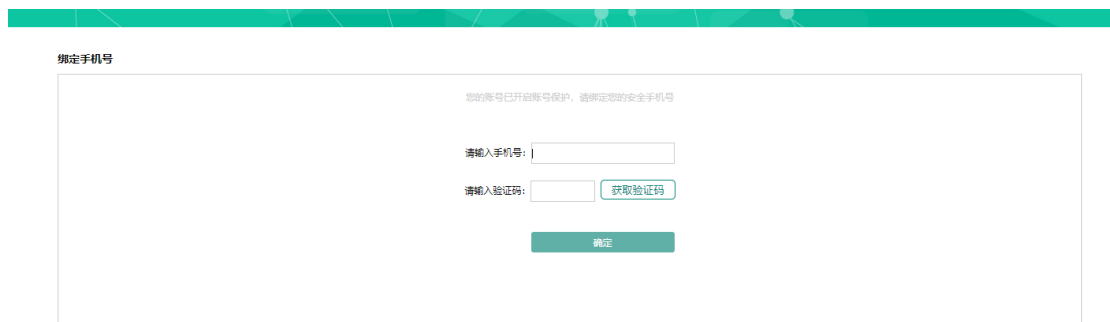 绑定手机号
您的账号已开启账号保护，请绑定您的安全手机号
请输入手机号：
请输入验证码： 获取验证码
确定